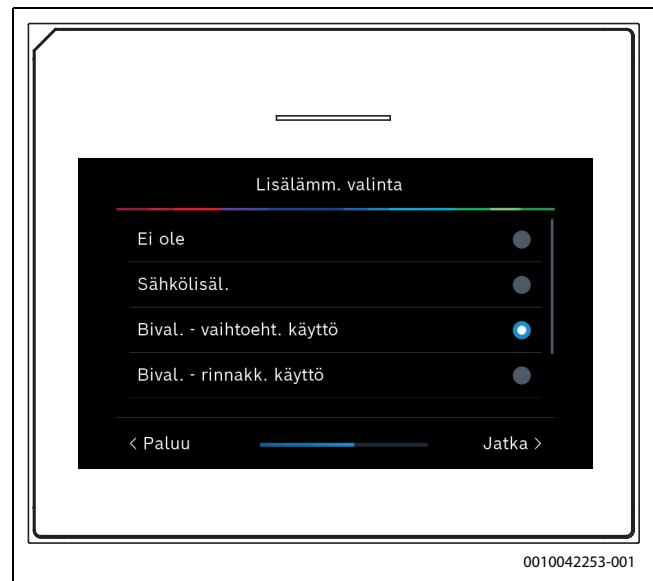 Lisälämm. valinta
Ei ole
Sähkölisäl.
Bival. - vaihtoeht. käyttö
Bival. - rinnakk. käyttö
< Paluu
Jatka >
0010042253-001